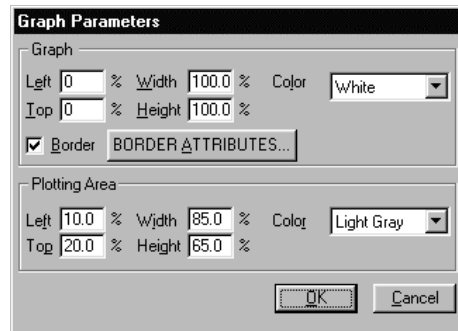 Graph Parameters
Graph
Left 0 % Width 100.0 % Color White
Top 0 % Height 100.0 %
Border BORDER ATTRIBUTES...
Plotting Area
Left 10.0 % Width 85.0 % Color Light Gray
Top 20.0 % Height 65.0 %
OK Cancel